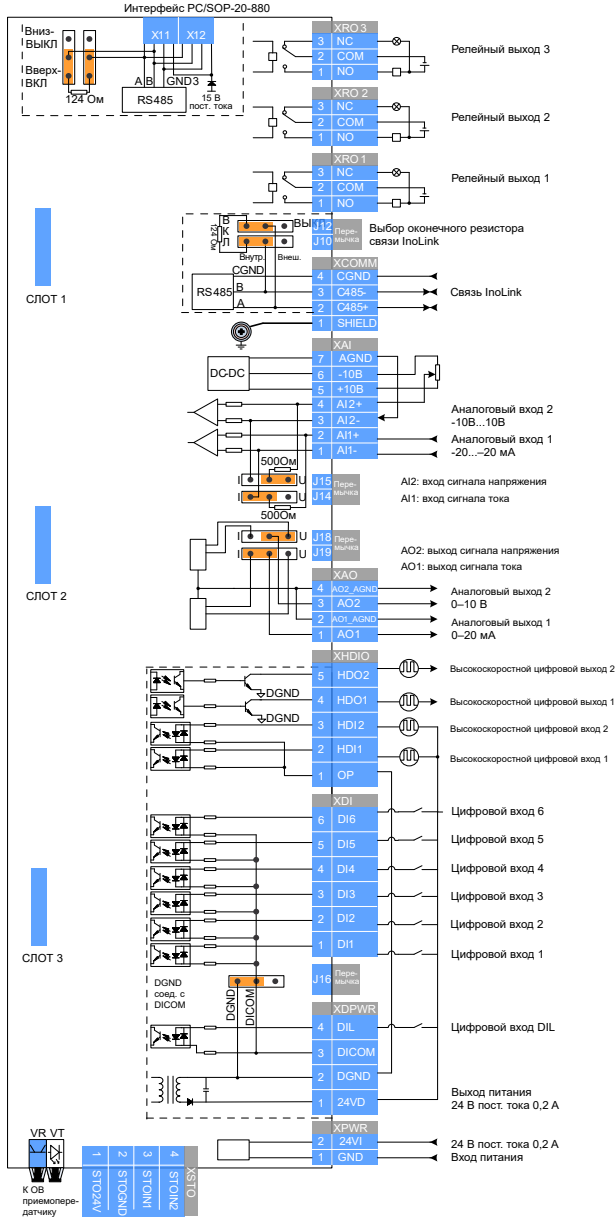 Интерфейс PC/SOP-20-880
Вниз-
ВЫКЛ
Вверх-
ВКЛ
124 Ом
X11
X12
A B
GND3
RS485
15 В
пост. тока
XRO3
3 NC
2 COM
1 NO
Релейный выход 3
XRO 2
3 NC
2 COM
1 NO
Релейный выход 2
XRO1
3 NC
2 COM
1 NO
Релейный выход 1
СЛОТ 1
124 Ом
В
К
Л
ВЫ
Внутр.
Внеш.
J12
J10
Пере-
мычка
Выбор оконечного резистора
связи InoLink
RS485
CGND
B
A
XCOMM
4 CGND
3 C485-
2 C485+
1 SHIELD
Связь InoLink
XAI
7 AGND
6 -10В
5 +10В
4 AI2+
3 AI2-
2 AI1+
1 AI1-
DC-DC
Аналоговый вход 2
-10В...10В
Аналоговый вход 1
-20...–20 мА
500Ом
I U
J15
I U
J14
Пере-
мычка
500Ом
AI2: вход сигнала напряжения
AI1: вход сигнала тока
СЛОТ 2
I U
J18
I U
J19
Пере-
мычка
AO2: выход сигнала напряжения
AO1: выход сигнала тока
XAO
4 AO2_AGND
3 AO2
2 AO1_AGND
1 AO1
Аналоговый выход 2
0–10 В
Аналоговый выход 1
0–20 мА
XHDIO
5 HDO2
4 HDO1
3 HDI2
2 HDI1
1 OP
DGND
DGND
Высокоскоростной цифровой выход 2
Высокоскоростной цифровой выход 1
Высокоскоростной цифровой вход 2
Высокоскоростной цифровой вход 1
XDI
6 DI6
5 DI5
4 DI4
3 DI3
2 DI2
1 DI1
Цифровой вход 6
Цифровой вход 5
Цифровой вход 4
Цифровой вход 3
Цифровой вход 2
Цифровой вход 1
СЛОТ 3
DGND
соед. с
DICOM
DGND
DICOM
J16
Пере-
мычка
XDPWR
4 DIL
3 DICOM
2 DGND
1 24VD
Цифровой вход DIL
Выход питания
24 В пост. тока 0,2 А
XPWR
2 24VI
1 GND
24 В пост. тока 0,2 А
Вход питания
VR VT
К ОВ
приемопере-
датчику
XSTO
1 STO24V
2 STOGND
3 STOIN1
4 STOIN2